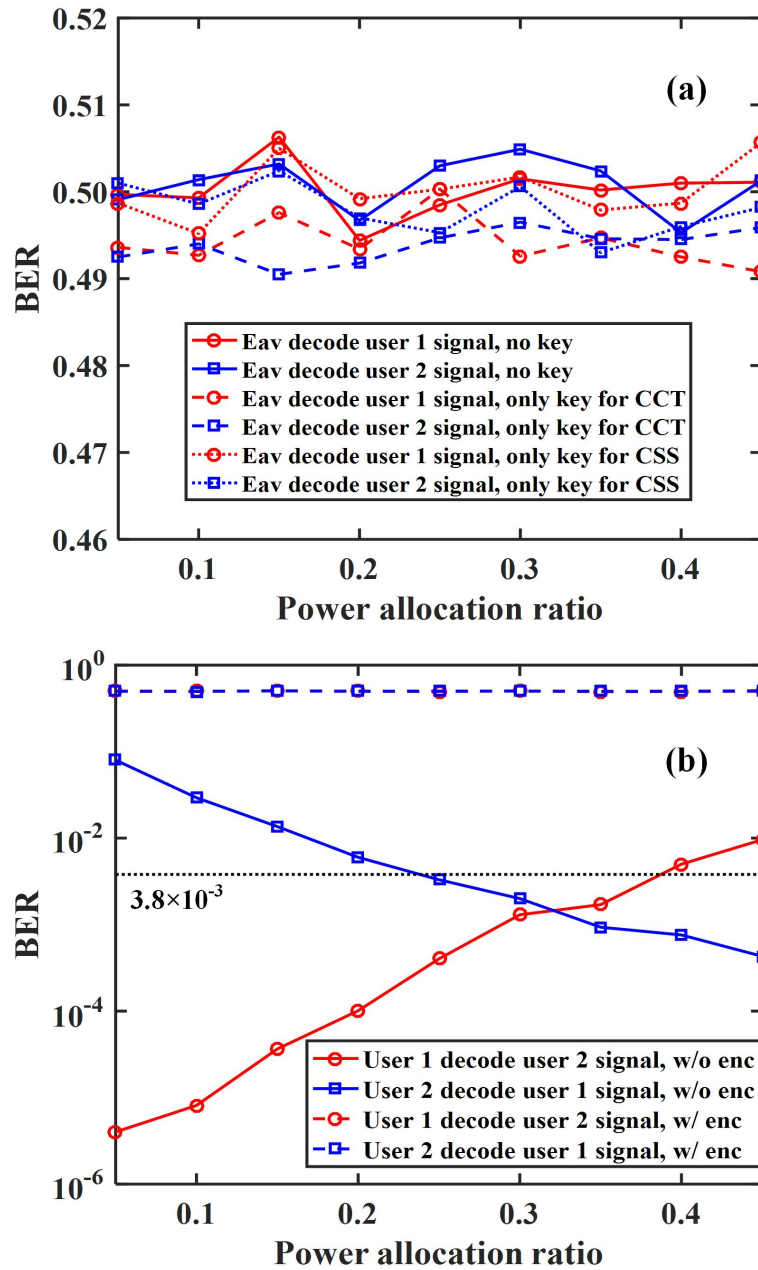 0.52
0.51
0.50
0.49
0.48
0.47
0.46
BER
(a)
Eav decode user 1 signal, no key
Eav decode user 2 signal, no key
Eav decode user 1 signal, only key for CCT
Eav decode user 2 signal, only key for CCT
Eav decode user 1 signal, only key for CSS
Eav decode user 2 signal, only key for CSS
0.1 0.2 0.3 0.4
Power allocation ratio
10⁰
10⁻²
10⁻⁴
10⁻⁶
BER
(b)
3.8×10⁻³
User 1 decode user 2 signal, w/o enc
User 2 decode user 1 signal, w/o enc
User 1 decode user 2 signal, w/ enc
User 2 decode user 1 signal, w/ enc
0.1 0.2 0.3 0.4
Power allocation ratio